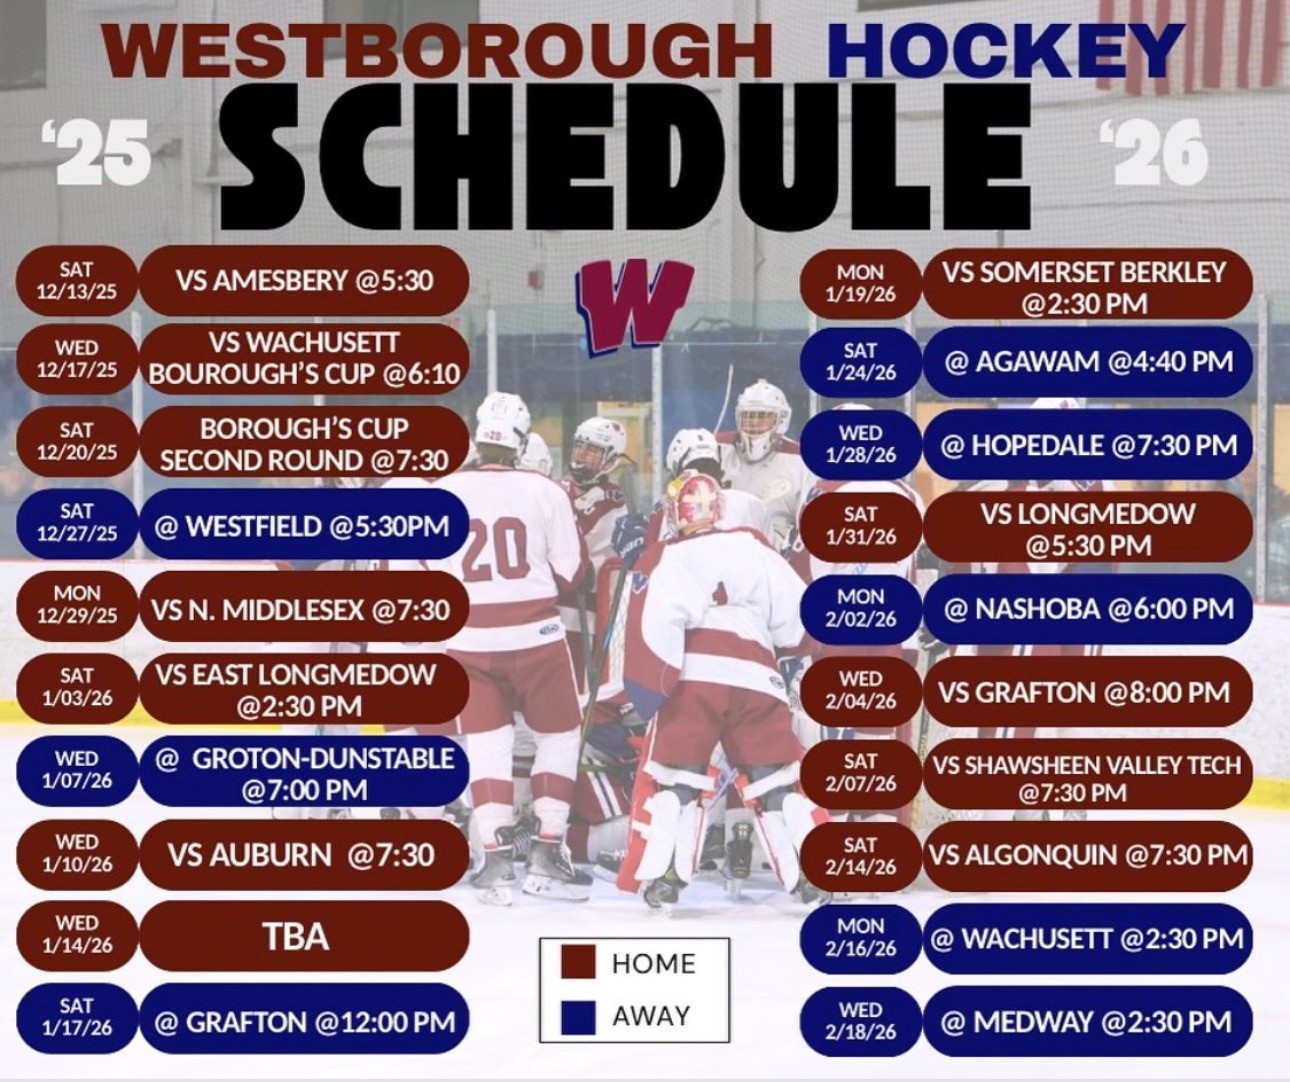 WESTBOROUGH HOCKEY
‘25 SCHEDULE ‘26
SAT
12/13/25
VS AMESBERY @5:30
WED
12/17/25
VS WACHUSETT
BOUROUGH’S CUP @6:10
SAT
12/20/25
BOROUGH’S CUP
SECOND ROUND @7:30
SAT
12/27/25
@ WESTFIELD @5:30PM
MON
12/29/25
VS N. MIDDLESEX @7:30
SAT
1/03/26
VS EAST LONGMEDOW
@2:30 PM
WED
1/07/26
@ GROTON-DUNSTABLE
@7:00 PM
WED
1/10/26
VS AUBURN @7:30
WED
1/14/26
TBA
SAT
1/17/26
@ GRAFTON @12:00 PM
W
20
HOME
AWAY
MON
1/19/26
VS SOMERSET BERKLEY
@2:30 PM
SAT
1/24/26
@ AGAWAM @4:40 PM
WED
1/28/26
@ HOPEDALE @7:30 PM
SAT
1/31/26
VS LONGMEDOW
@5:30 PM
MON
2/02/26
@ NASHOBA @6:00 PM
WED
2/04/26
VS GRAFTON @8:00 PM
SAT
2/07/26
VS SHAWSHEEN VALLEY TECH
@7:30 PM
SAT
2/14/26
VS ALGONQUIN @7:30 PM
MON
2/16/26
@ WACHUSETT @2:30 PM
WED
2/18/26
@ MEDWAY @2:30 PM